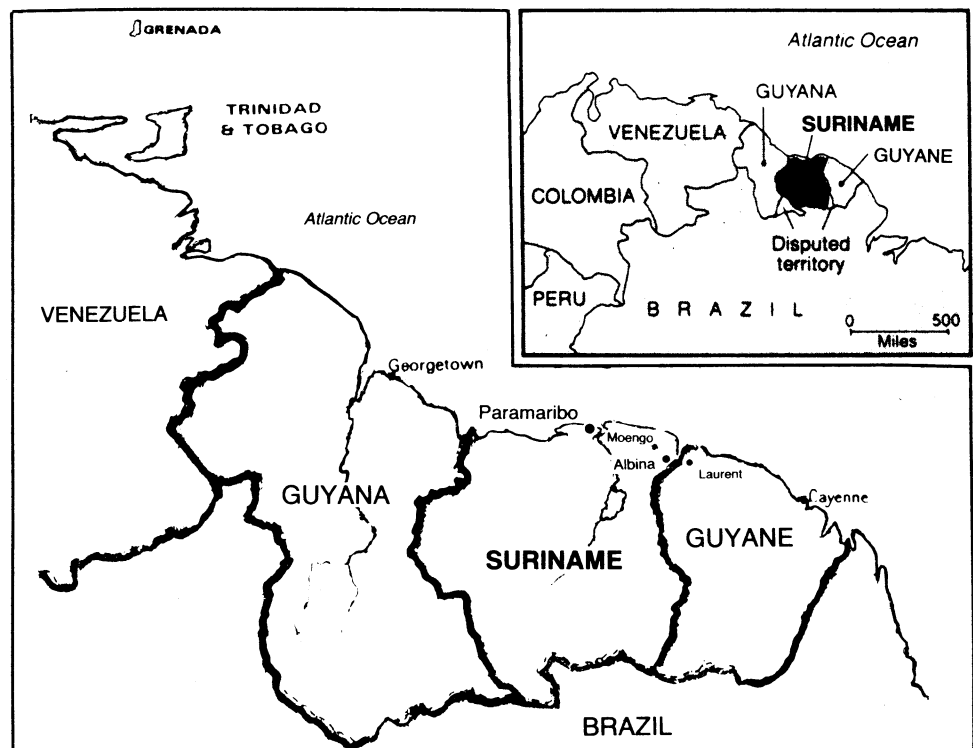 GRENADA
TRINIDAD
& TOBAGO
Atlantic Ocean
VENEZUELA
Georgetown
Paramaribo
Moengo
Albina
Laurent
Cayenne
GUYANA
SURINAME
GUYANE
BRAZIL
Atlantic Ocean
GUYANA
VENEZUELA
SURINAME
GUYANE
COLOMBIA
Disputed
territory
PERU
BRAZIL
0 500
Miles